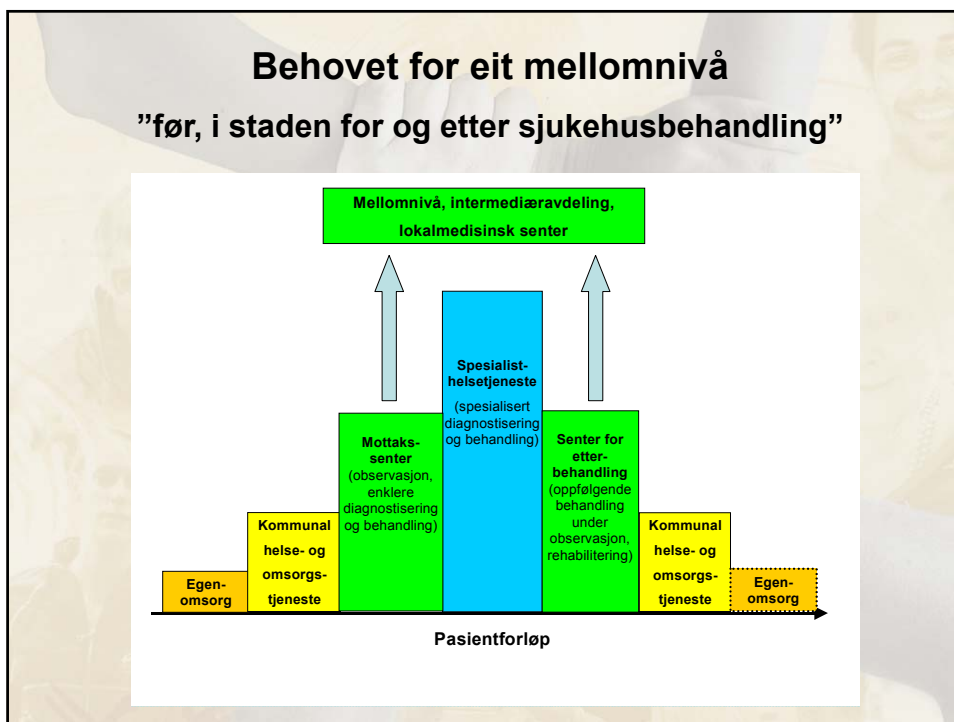 Behovet for eit mellomnivå
”før, i staden for og etter sjukehusbehandling”
Mellomnivå, intermediæravdeling,
lokalmedisinsk senter
Spesialist-
helsetjeneste
(spesialisert
diagnostisering
og behandling)
Mottaks-
senter
(observasjon,
enklere
diagnostisering
og behandling)
Senter for
etter-
behandling
(oppfølgende
behandling
under
observasjon,
rehabilitering)
Kommunal
helse- og
omsorgs-
tjeneste
Kommunal
helse- og
omsorgs-
tjeneste
Egen-
omsorg
Egen-
omsorg
Pasientforløp